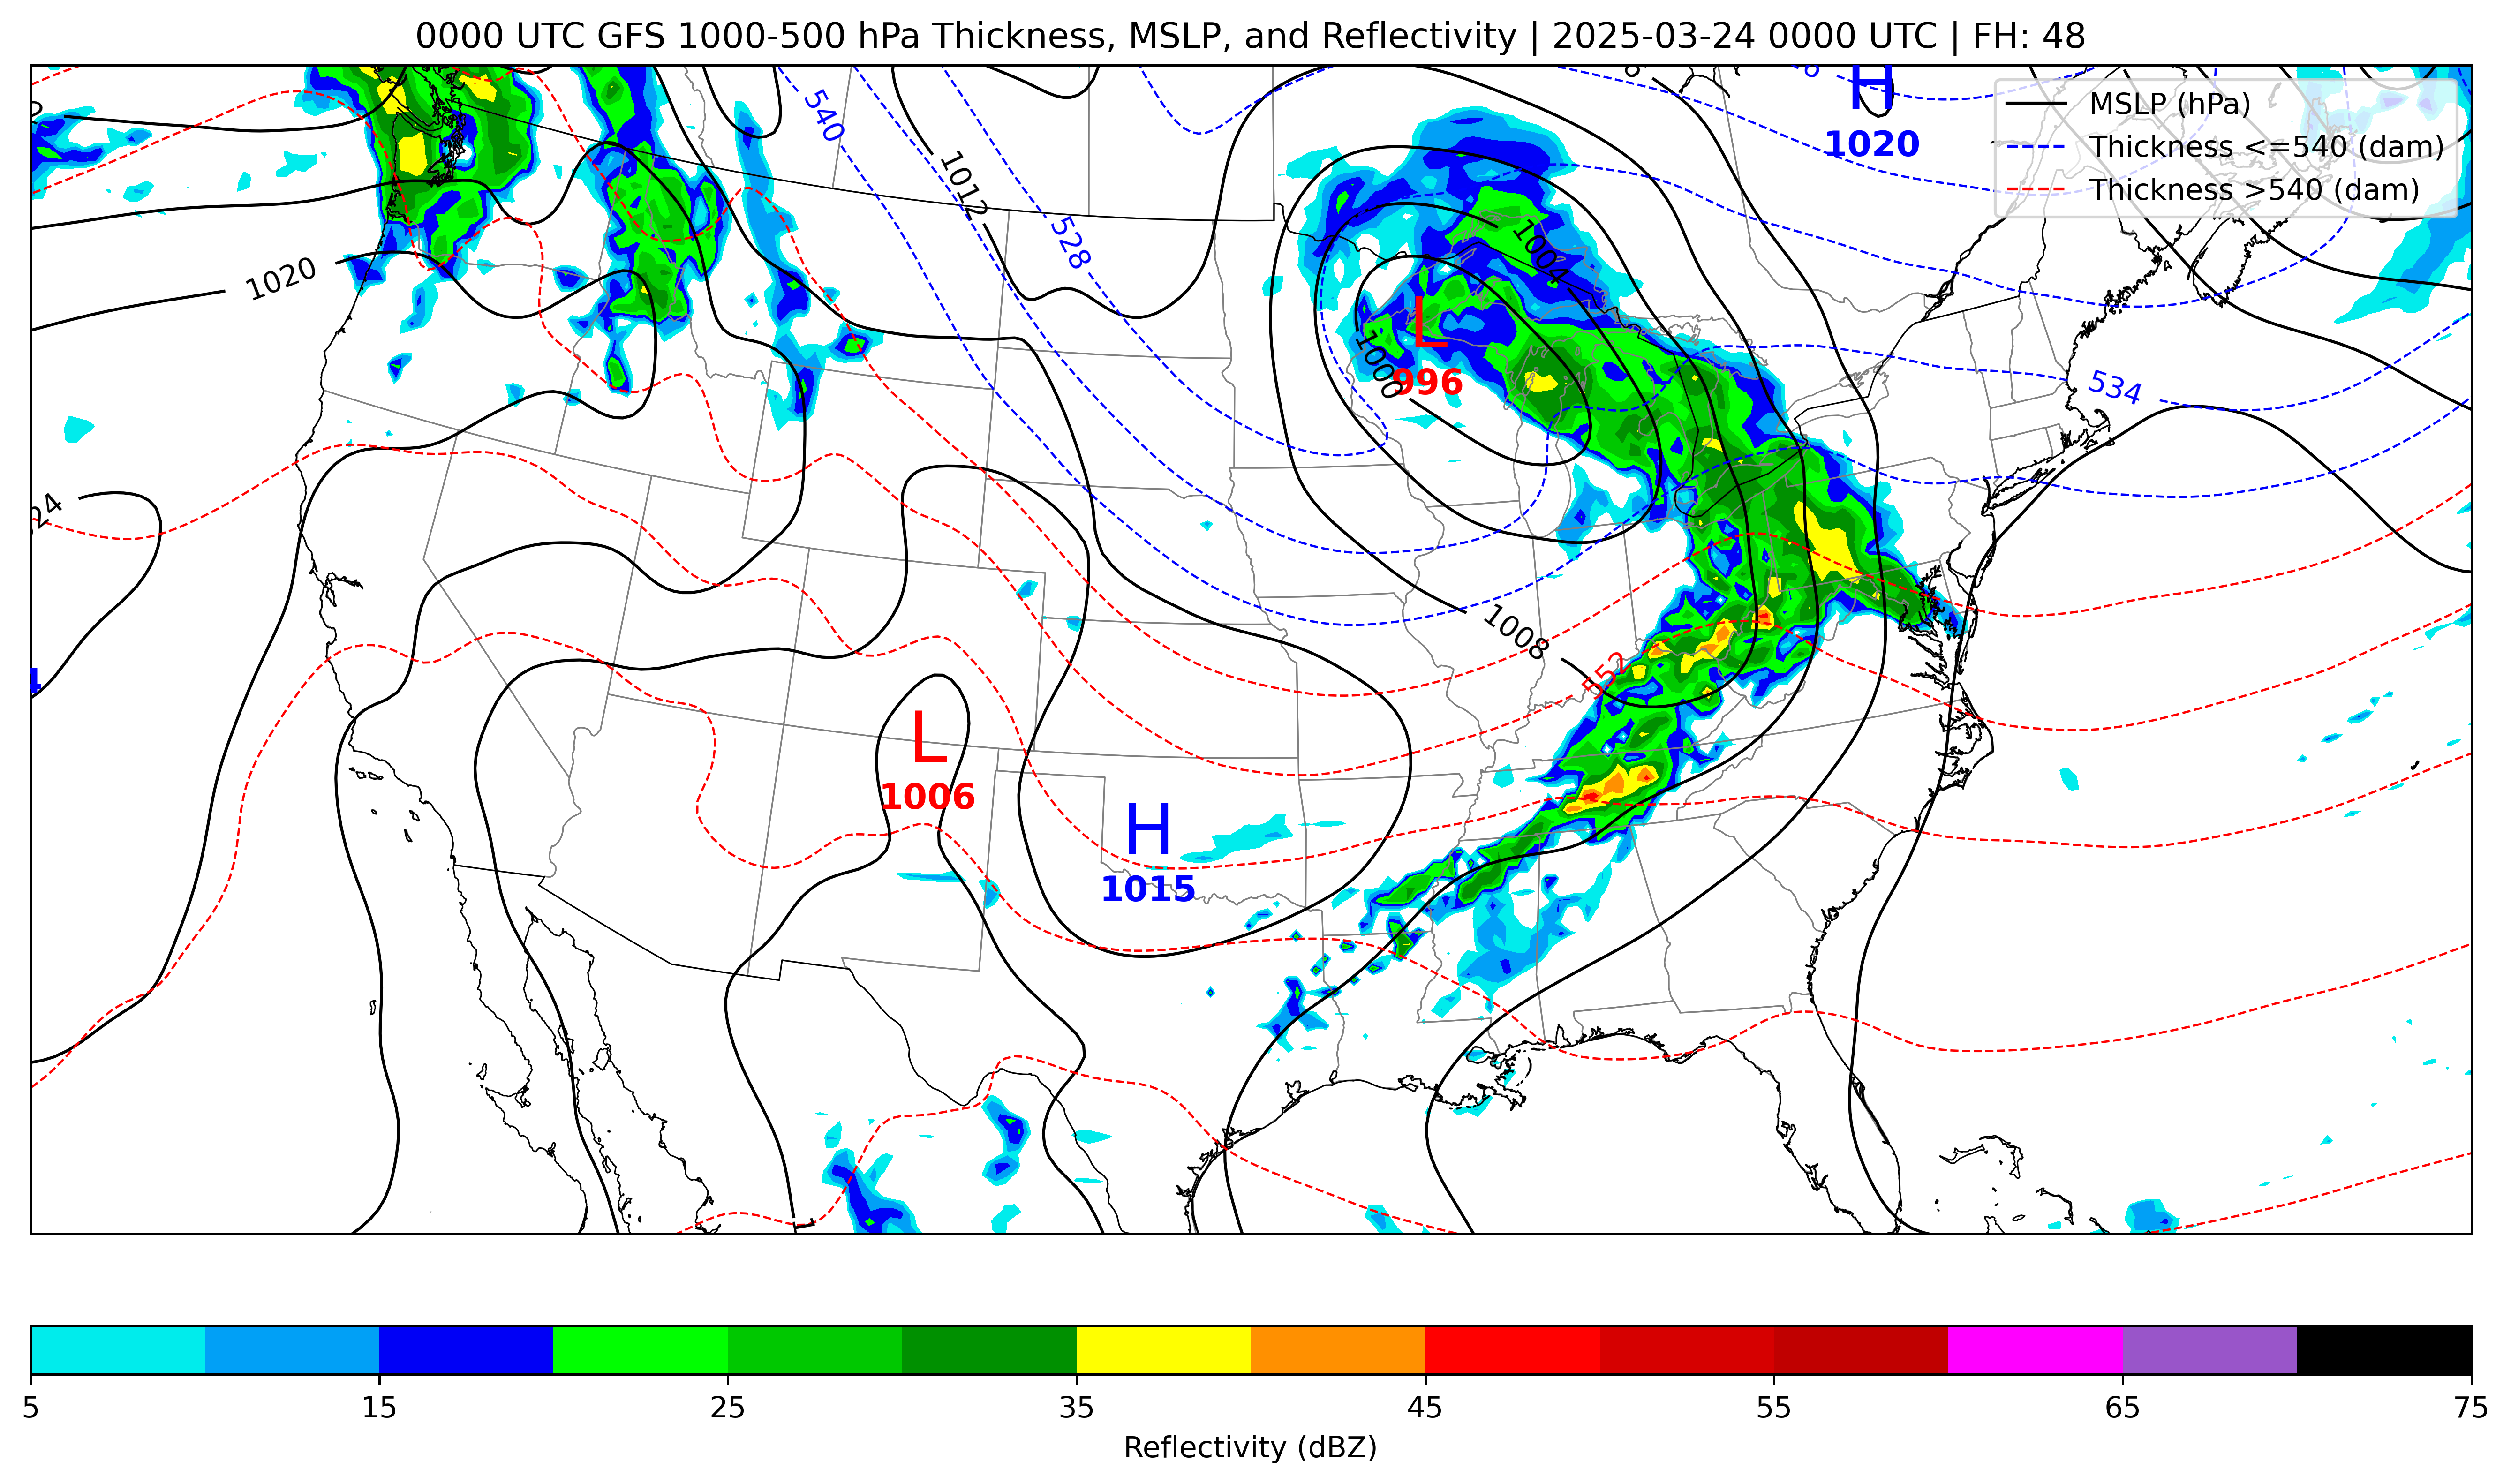 0000 UTC GFS 1000-500 hPa Thickness, MSLP, and Reflectivity | 2025-03-24 0000 UTC | FH: 48
MSLP (hPa)
Thickness <=540 (dam)
Thickness >540 (dam)
H
1020
540
1012
528
1004
1020
L
996
1000
534
24
1008
552
4
L
1006
H
1015
5
15
25
35
45
55
65
75
Reflectivity (dBZ)